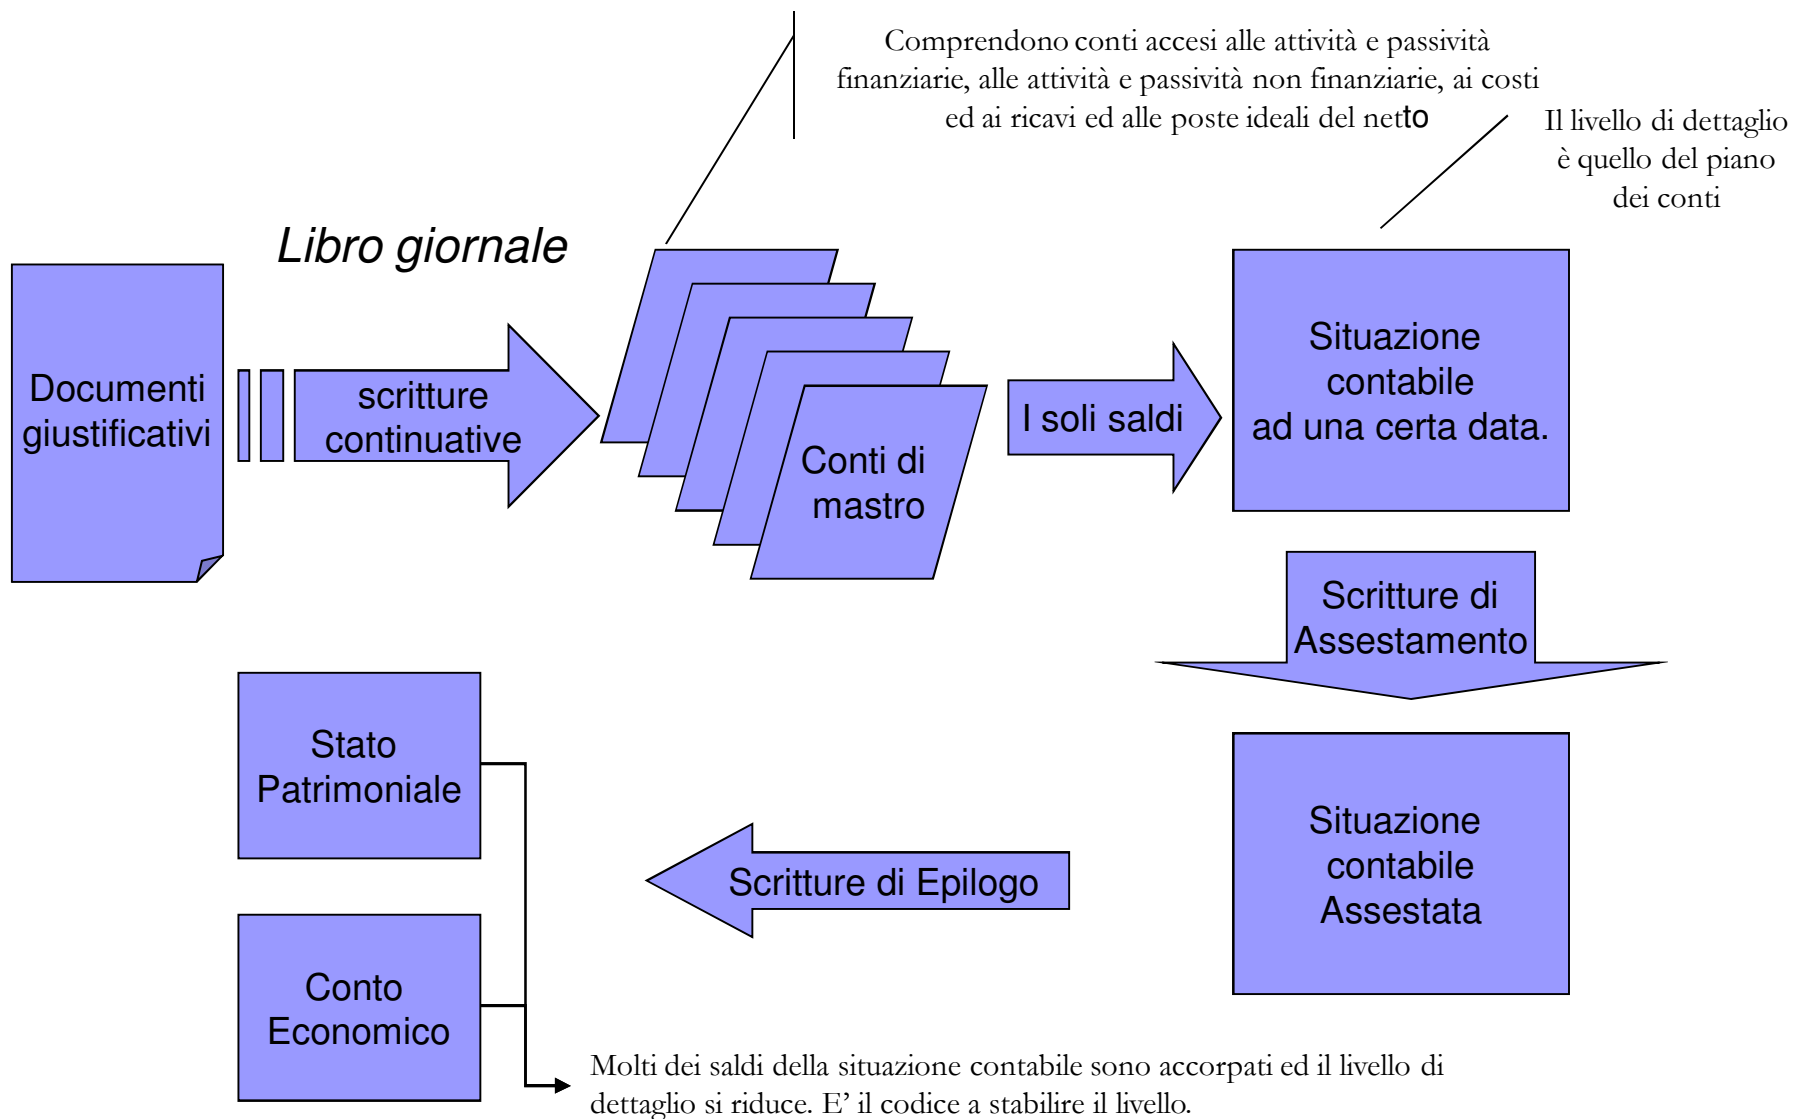 Comprendono conti accesi alle attività e passività
finanziarie, alle attività e passività non finanziarie, ai costi
ed ai ricavi ed alle poste ideali del netto
Il livello di dettaglio
è quello del piano
dei conti
Libro giornale
Documenti
giustificativi
scritture
continuative
Conti di
mastro
I soli saldi
Situazione
contabile
ad una certa data.
Scritture di
Assestamento
Situazione
contabile
Assestata
Scritture di Epilogo
Stato
Patrimoniale
Conto
Economico
Molti dei saldi della situazione contabile sono accorpati ed il livello di
dettaglio si riduce. E’ il codice a stabilire il livello.